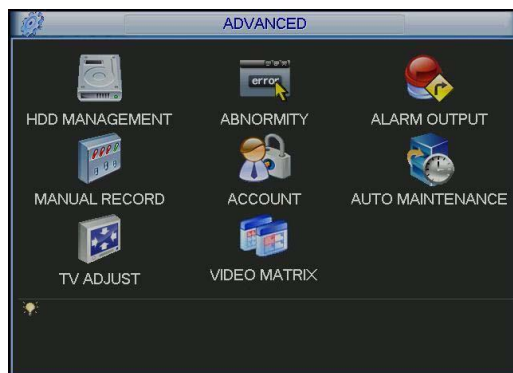 ADVANCED
error
HDD MANAGEMENT ABNORMITY ALARM OUTPUT
MANUAL RECORD ACCOUNT AUTO MAINTENANCE
TV ADJUST VIDEO MATRIX